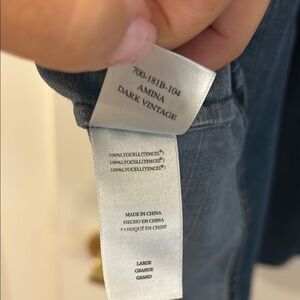 700-181B-104
AMINA
DARK VINTAGE
100%LYOCELL(TENCEL®)
100%LYOCELL(TENCEL®)
100%LYOCELL(TENCEL®)
MADE IN CHINA
HECHO EN CHINA
FABRIQUÉ EN CHINE
LARGE
GRANDE
GRAND